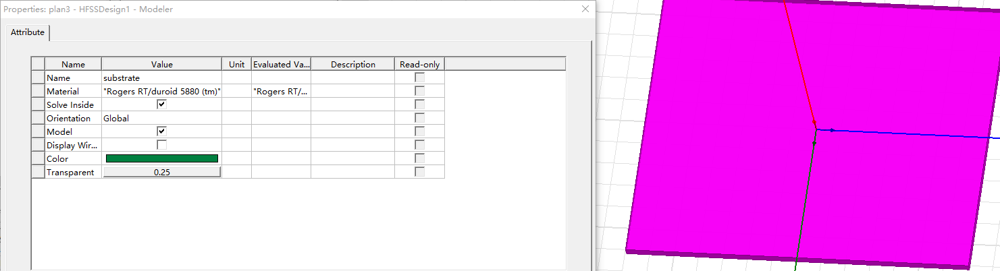 Properties: plan3 - HFSSDesign1 - Modeler
Attribute
Name Value Unit Evaluated Va... Description Read-only
Name substrate
Material "Rogers RT/duroid 5880 (tm)" "Rogers RT/...
Solve Inside
Orientation Global
Model
Display Wir...
Color
Transparent 0.25